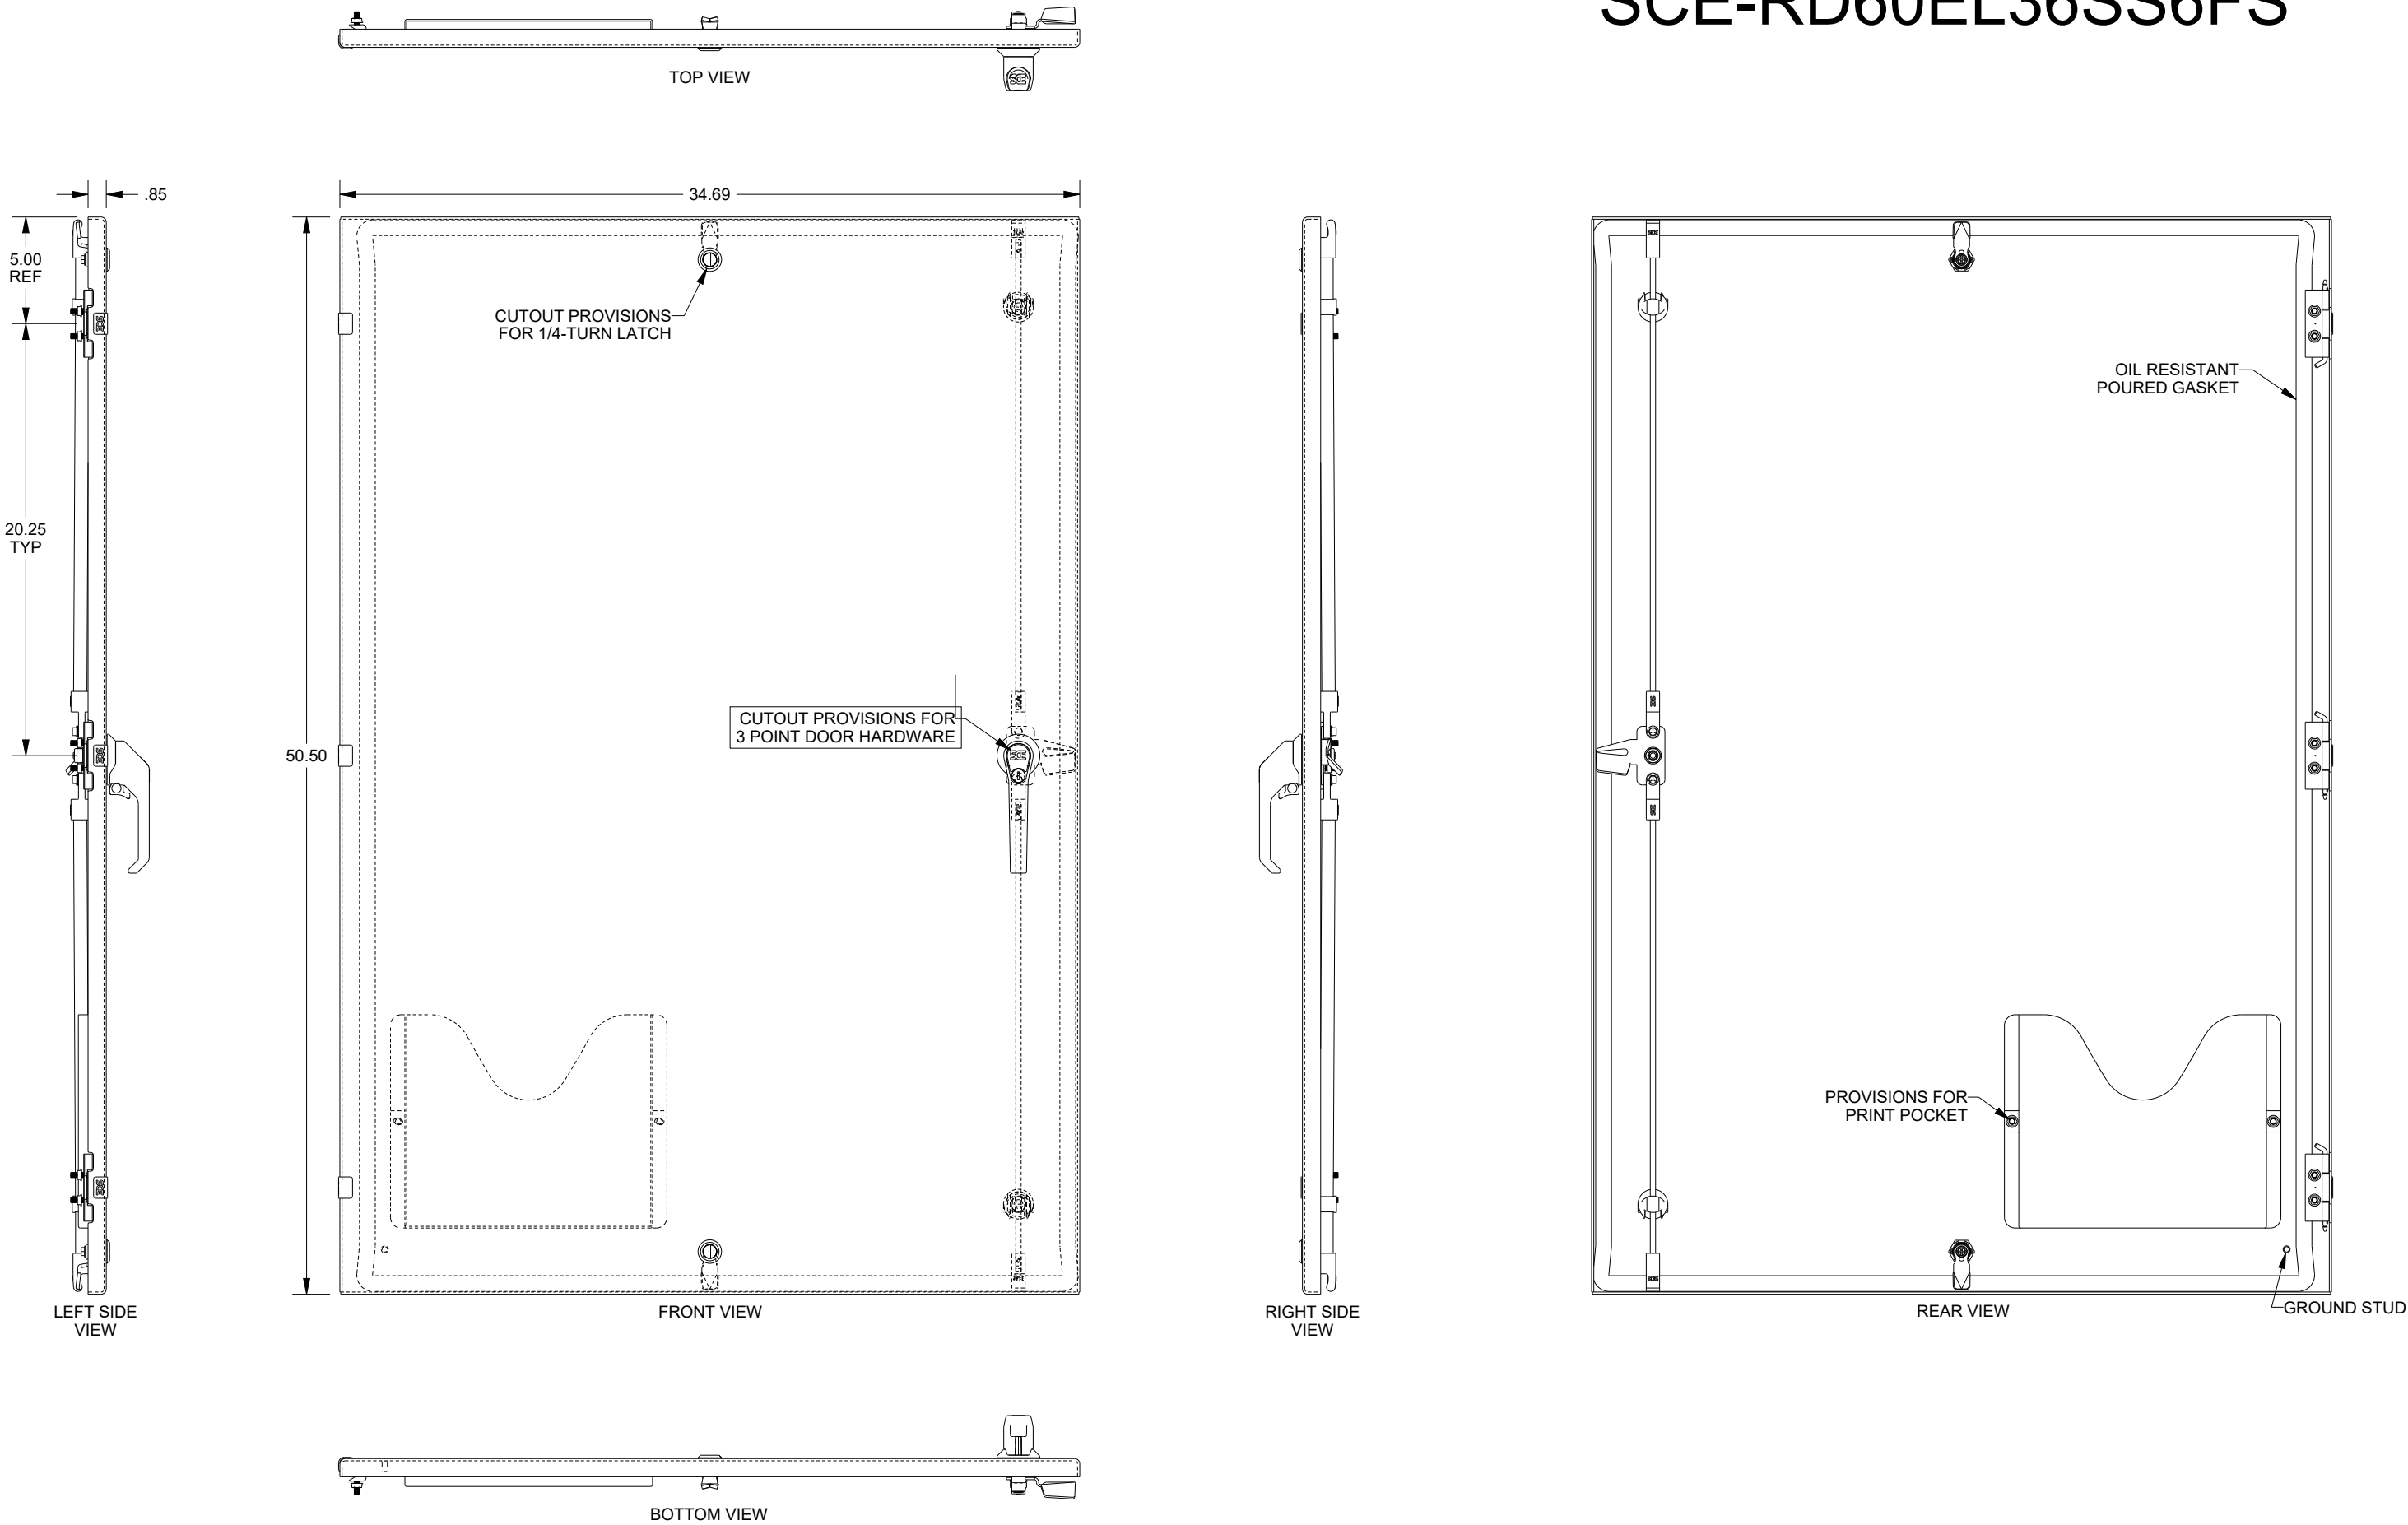 SCE-RD60EL36SS6FS
TOP VIEW
.85
34.69
5.00
REF
CUTOUT PROVISIONS
FOR 1/4-TURN LATCH
OIL RESISTANT
POURED GASKET
20.25
TYP
CUTOUT PROVISIONS FOR
3 POINT DOOR HARDWARE
50.50
PROVISIONS FOR
PRINT POCKET
LEFT SIDE
VIEW
FRONT VIEW
RIGHT SIDE
VIEW
REAR VIEW
GROUND STUD
BOTTOM VIEW